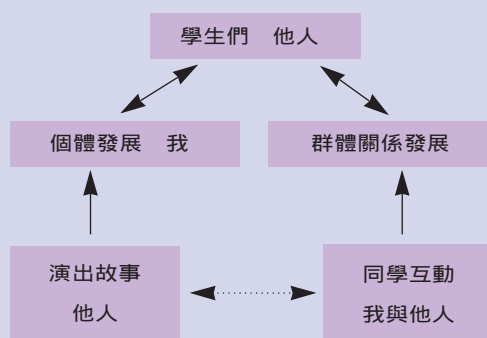 學生們　他人
個體發展　我
群體關係發展
演出故事
他人
同學互動
我與他人